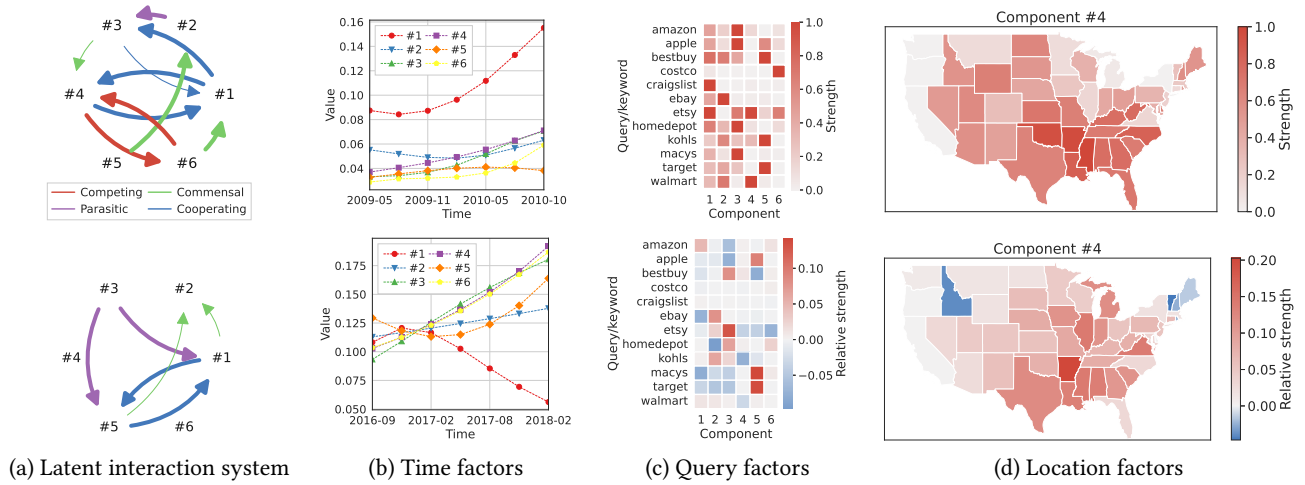 #3
#2
#4
#1
#5
#6
Competing
Commensal
Parasitic
Cooperating
#3
#2
#4
#1
#5
#6
(a) Latent interaction system
Value
0.16
0.14
0.12
0.10
0.08
0.06
0.04
#1
#4
#2
#5
#3
#6
2009-05 2009-11 2010-05 2010-10
Time
Value
0.175
0.150
0.125
0.100
0.075
0.050
#1
#4
#2
#5
#3
#6
2016-09 2017-02 2017-08 2018-02
Time
(b) Time factors
Query/keyword
amazon
apple
bestbuy
costco
craigslist
ebay
etsy
homedepot
kohls
macys
target
walmart
1 2 3 4 5 6
Component
1.0
0.8
0.6
0.4
0.2
0.0
Strength
Query/keyword
amazon
apple
bestbuy
costco
craigslist
ebay
etsy
homedepot
kohls
macys
target
walmart
1 2 3 4 5 6
Component
0.10
0.05
0.00
−0.05
Relative strength
(c) Query factors
Component #4
1.0
0.8
0.6
0.4
0.2
0.0
Strength
Component #4
0.20
0.15
0.10
0.05
0.00
Relative strength
(d) Location factors